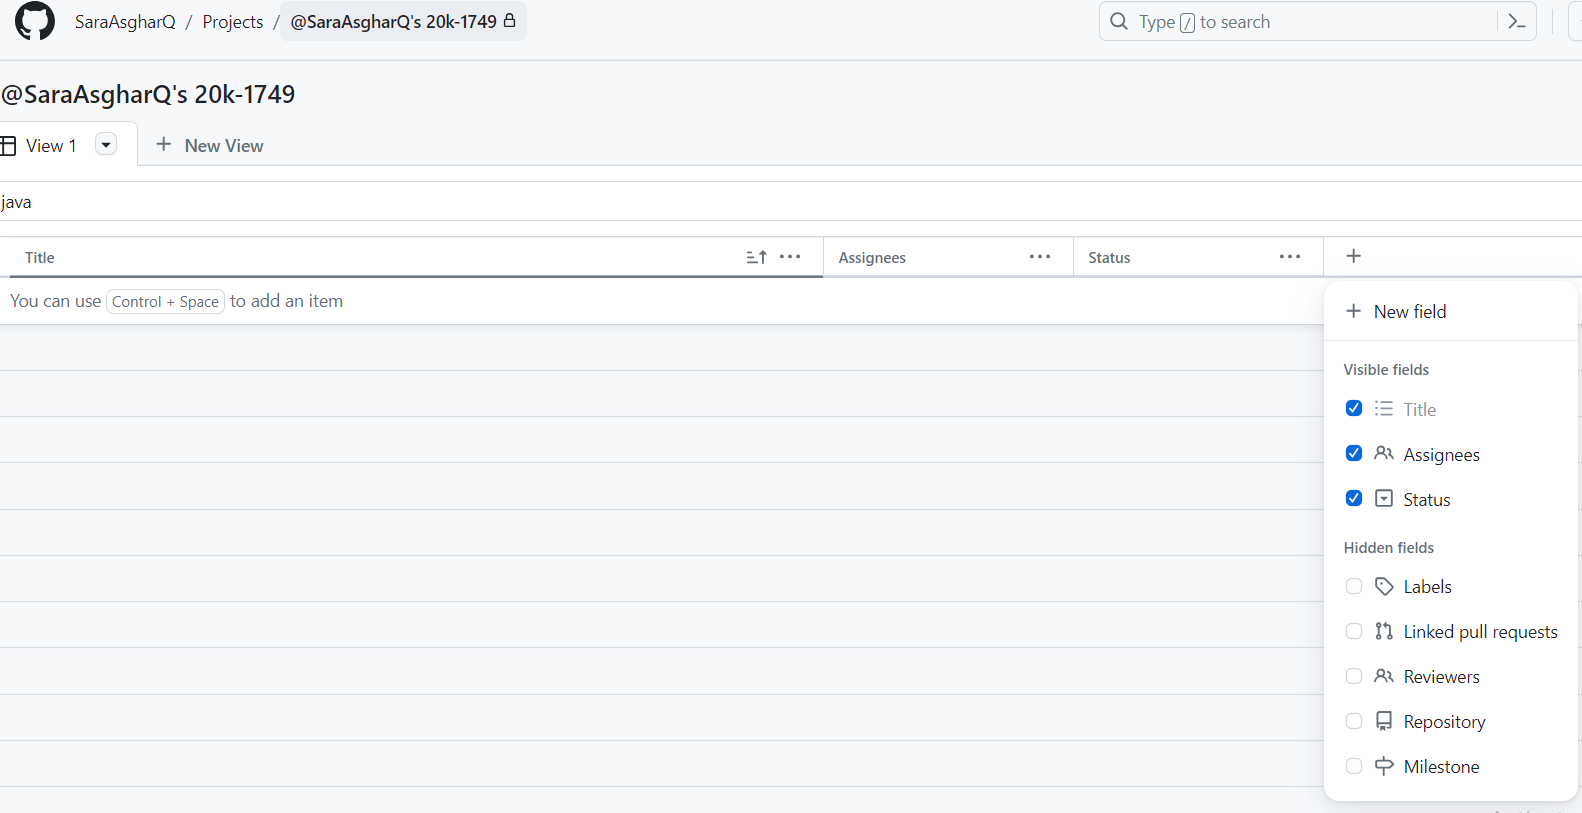 SaraAsgharQ / Projects / @SaraAsgharQ's 20k-1749
Type / to search
@SaraAsgharQ's 20k-1749
View 1
New View
java
Title
Assignees
Status
You can use Control + Space to add an item
New field
Visible fields
Title
Assignees
Status
Hidden fields
Labels
Linked pull requests
Reviewers
Repository
Milestone